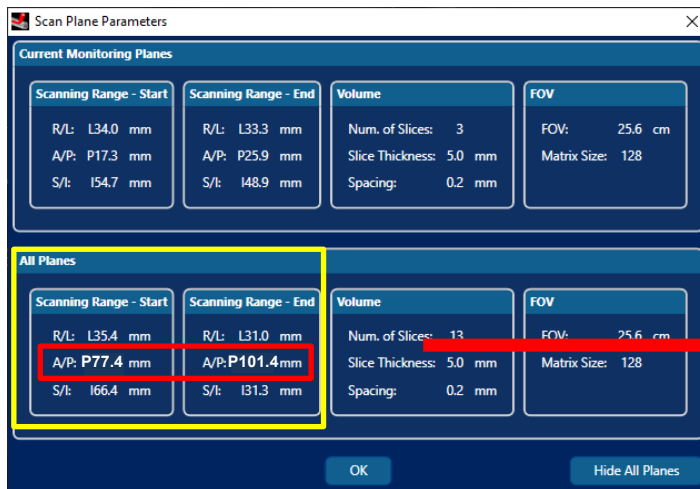 Scan Plane Parameters
Current Monitoring Planes
Scanning Range - Start
R/L: L34.0 mm
A/P: P17.3 mm
S/I: I54.7 mm
Scanning Range - End
R/L: L33.3 mm
A/P: P25.9 mm
S/I: I48.9 mm
Volume
Num. of Slices: 3
Slice Thickness: 5.0 mm
Spacing: 0.2 mm
FOV
FOV: 25.6 cm
Matrix Size: 128
All Planes
Scanning Range - Start
R/L: L35.4 mm
A/P: P77.4 mm
S/I: I66.4 mm
Scanning Range - End
R/L: L31.0 mm
A/P: P101.4 mm
S/I: I31.3 mm
Volume
Num. of Slices: 13
Slice Thickness: 5.0 mm
Spacing: 0.2 mm
FOV
FOV: 25.6 cm
Matrix Size: 128
OK
Hide All Planes